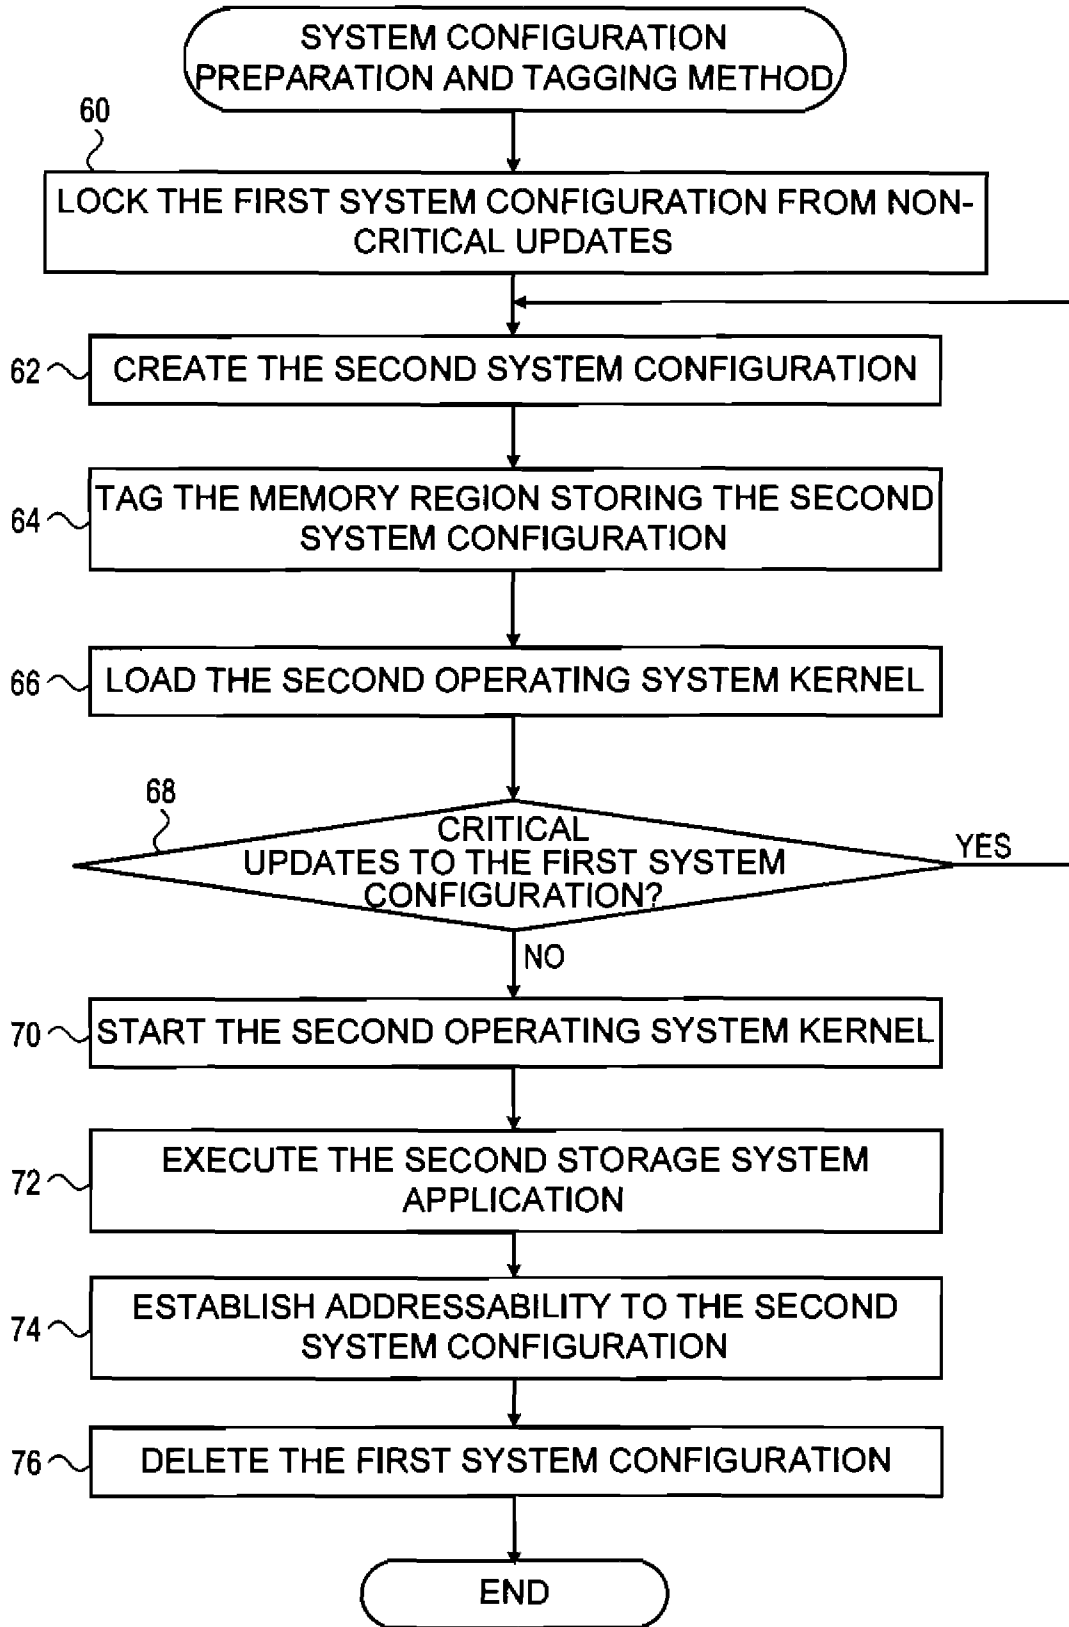 SYSTEM CONFIGURATION
PREPARATION AND TAGGING METHOD
60
LOCK THE FIRST SYSTEM CONFIGURATION FROM NON-
CRITICAL UPDATES
62
CREATE THE SECOND SYSTEM CONFIGURATION
64
TAG THE MEMORY REGION STORING THE SECOND
SYSTEM CONFIGURATION
66
LOAD THE SECOND OPERATING SYSTEM KERNEL
68
CRITICAL
UPDATES TO THE FIRST SYSTEM
CONFIGURATION?
YES
NO
70
START THE SECOND OPERATING SYSTEM KERNEL
72
EXECUTE THE SECOND STORAGE SYSTEM
APPLICATION
74
ESTABLISH ADDRESSABILITY TO THE SECOND
SYSTEM CONFIGURATION
76
DELETE THE FIRST SYSTEM CONFIGURATION
END